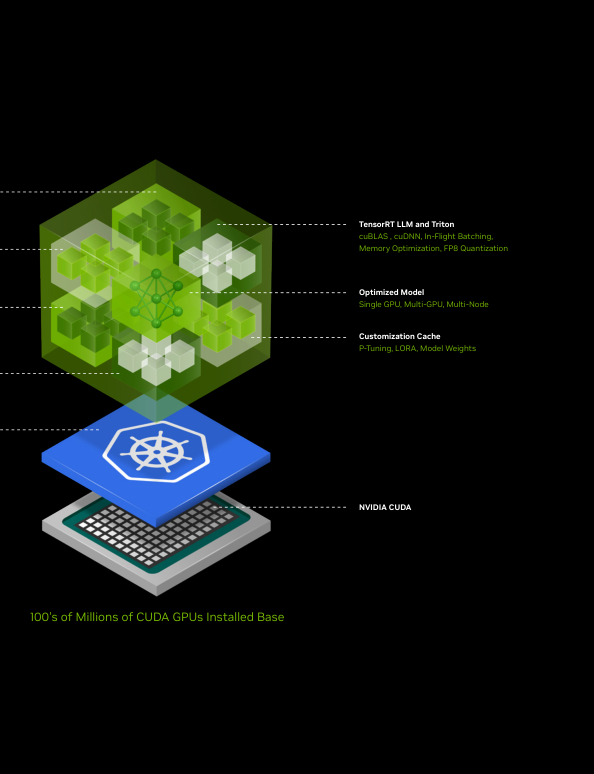 TensorRT LLM and Triton
cuBLAS , cuDNN, In-Flight Batching,
Memory Optimization, FP8 Quantization
Optimized Model
Single GPU, Multi-GPU, Multi-Node
Customization Cache
P-Tuning, LORA, Model Weights
NVIDIA CUDA
100's of Millions of CUDA GPUs Installed Base